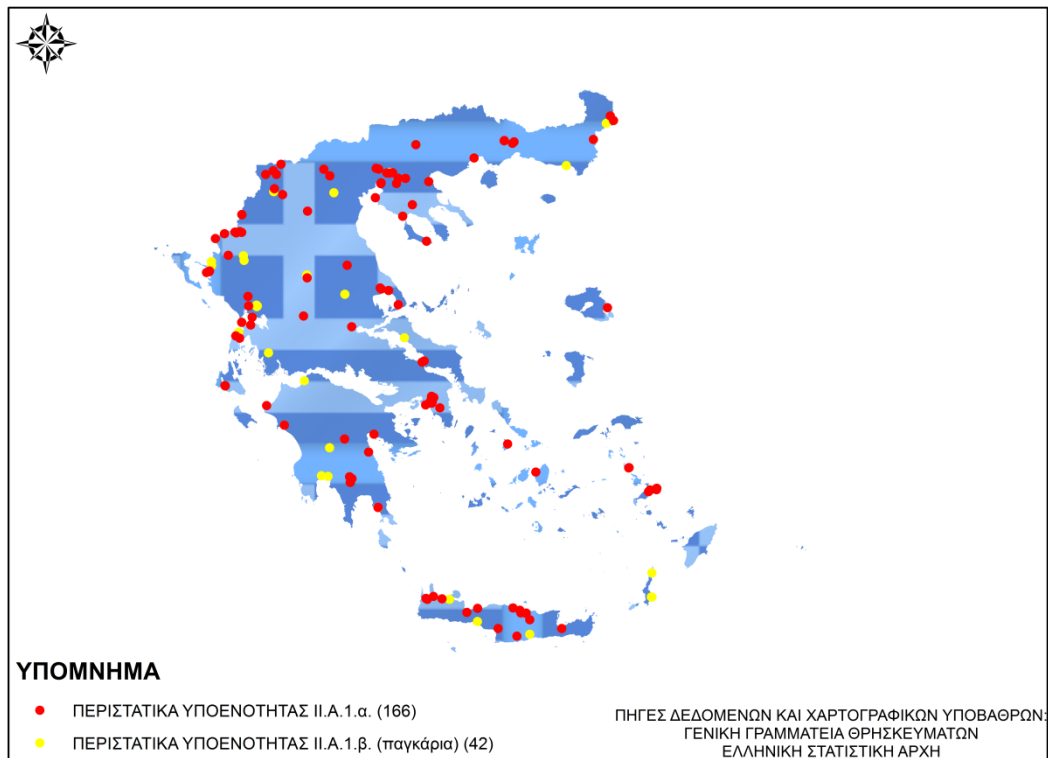 ΥΠΟΜΝΗΜΑ
ΠΕΡΙΣΤΑΤΙΚΑ ΥΠΟΕΝΟΤΗΤΑΣ ΙΙ.Α.1.α. (166)
ΠΕΡΙΣΤΑΤΙΚΑ ΥΠΟΕΝΟΤΗΤΑΣ ΙΙ.Α.1.β. (παγκάρια) (42)
ΠΗΓΕΣ ΔΕΔΟΜΕΝΩΝ ΚΑΙ ΧΑΡΤΟΓΡΑΦΙΚΩΝ ΥΠΟΒΑΘΡΩΝ:
ΓΕΝΙΚΗ ΓΡΑΜΜΑΤΕΙΑ ΘΡΗΣΚΕΥΜΑΤΩΝ
ΕΛΛΗΝΙΚΗ ΣΤΑΤΙΣΤΙΚΗ ΑΡΧΗ